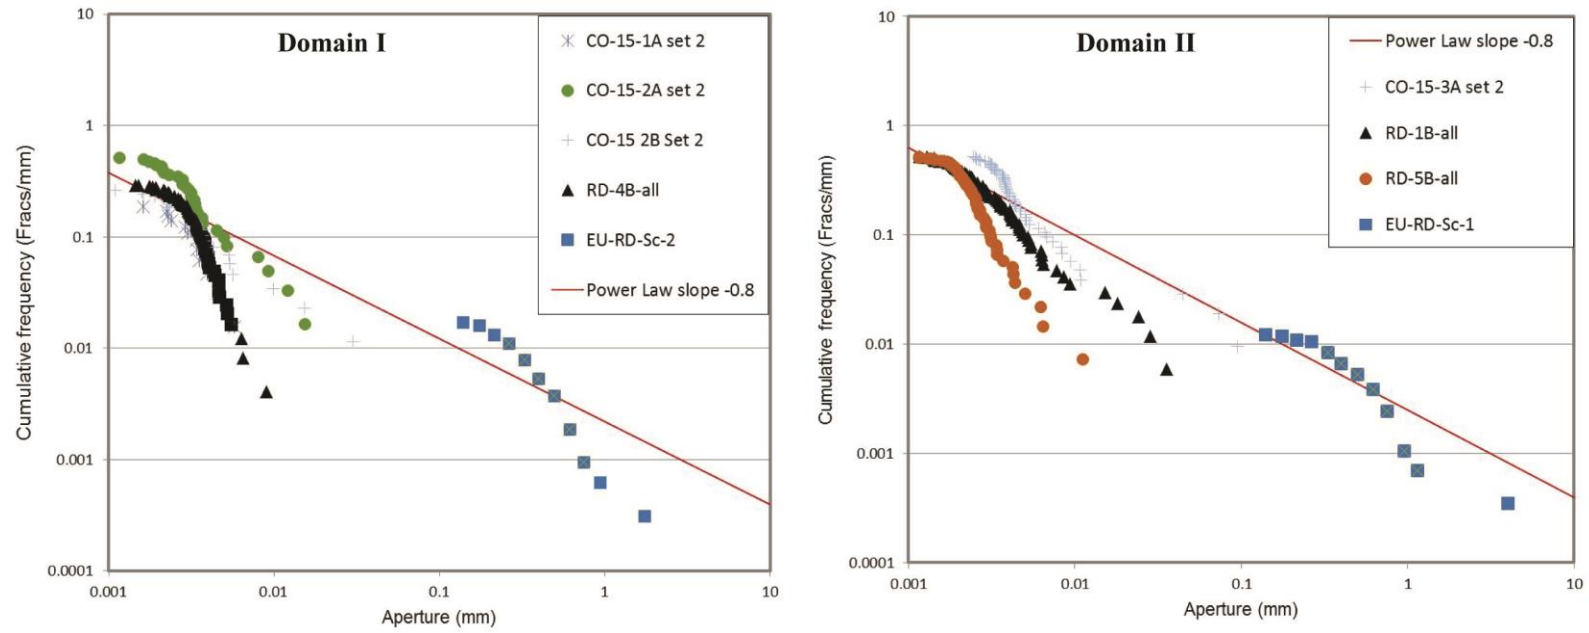 Domain I
10
1
0.1
0.01
0.001
0.0001
Cumulative frequency (Fracs/mm)
CO-15-1A set 2
CO-15-2A set 2
CO-15 2B Set 2
RD-4B-all
EU-RD-Sc-2
Power Law slope -0.8
0.001
0.01
0.1
1
10
Aperture (mm)
Domain II
10
1
0.1
0.01
0.001
0.0001
Cumulative frequency (Fracs/mm)
Power Law slope -0.8
CO-15-3A set 2
RD-1B-all
RD-5B-all
EU-RD-Sc-1
0.001
0.01
0.1
1
10
Aperture (mm)